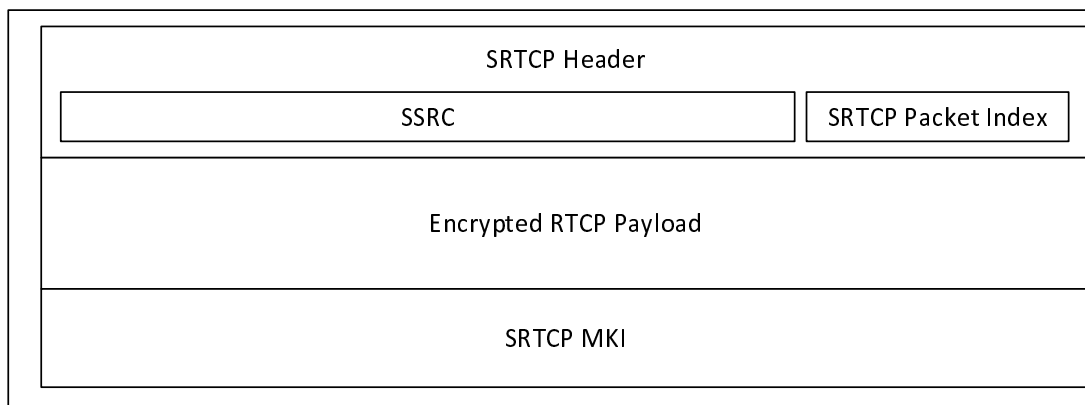 SRTCP Header
SSRC
SRTCP Packet Index
Encrypted RTCP Payload
SRTCP MKI